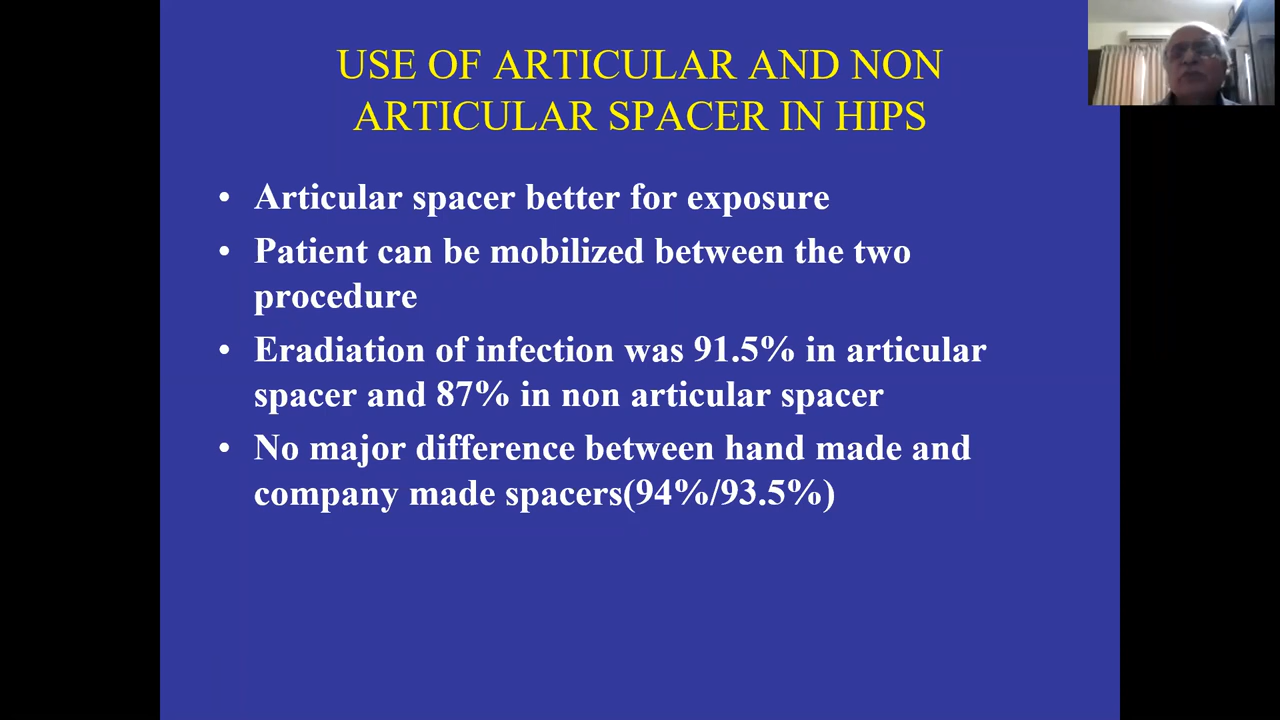 USE OF ARTICULAR AND NON
ARTICULAR SPACER IN HIPS
• Articular spacer better for exposure
• Patient can be mobilized between the two
procedure
• Eradiation of infection was 91.5% in articular
spacer and 87% in non articular spacer
• No major difference between hand made and
company made spacers(94%/93.5%)